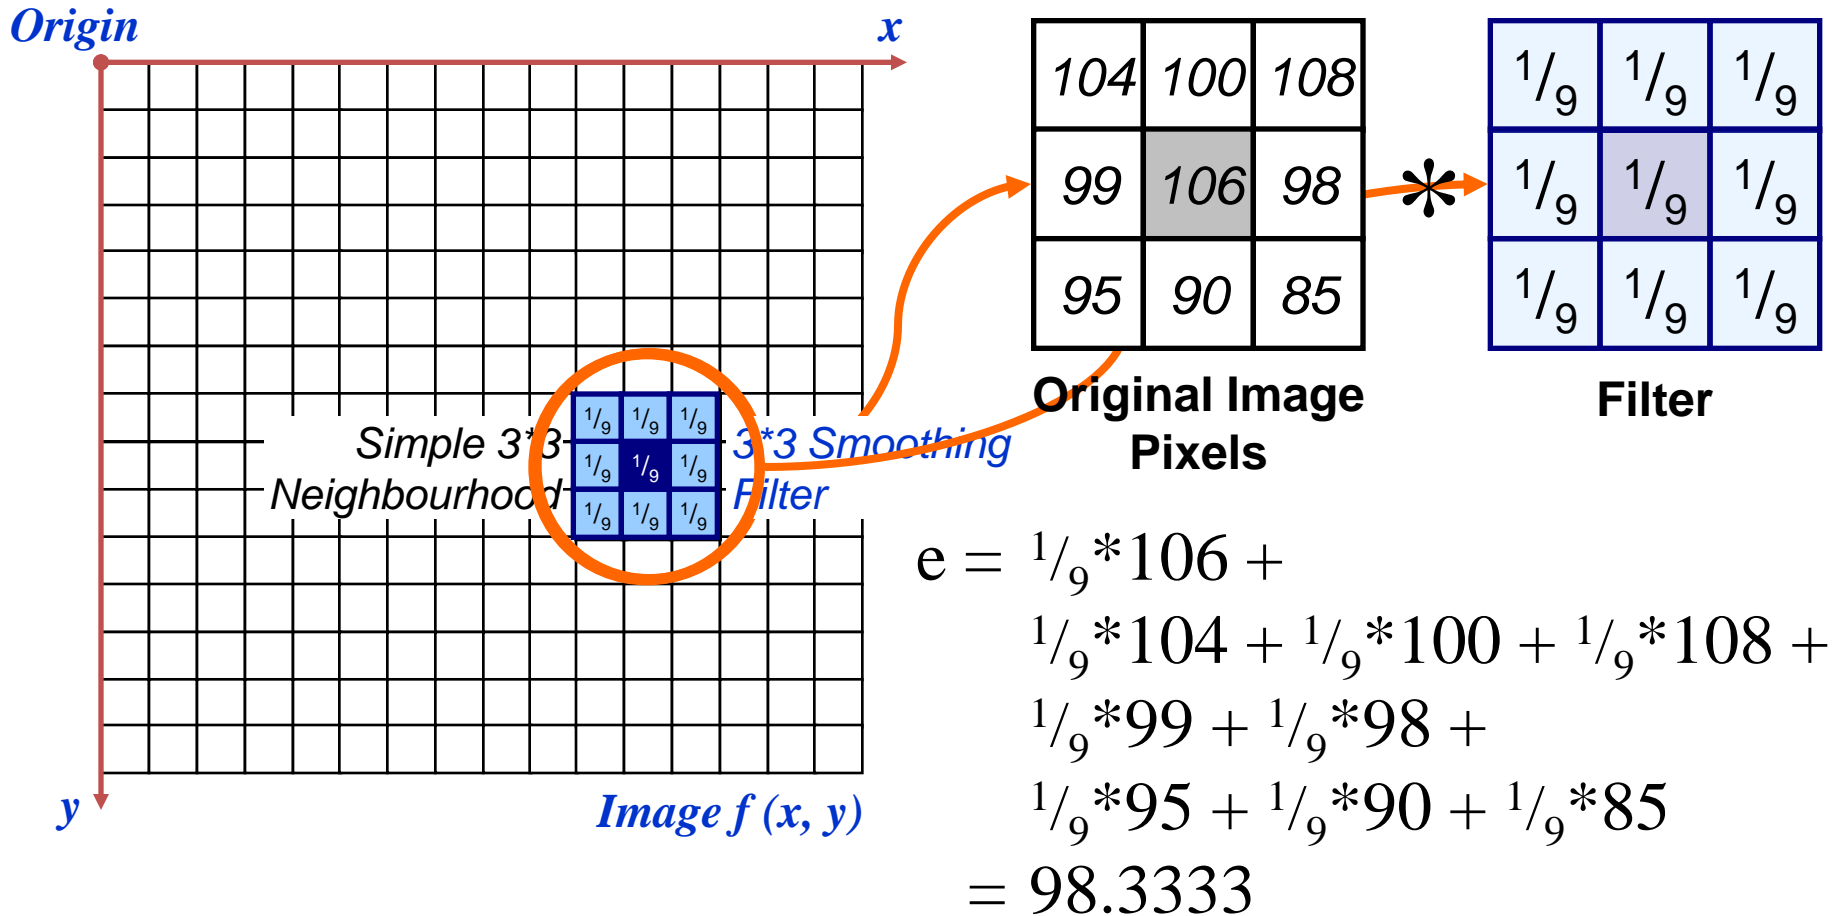 Origin
x
104 100 108
99 106 98
95 90 85
*
1/9 1/9 1/9
1/9 1/9 1/9
1/9 1/9 1/9
Original Image
Pixels
Filter
Simple 3*3
Neighbourhood
1/9 1/9 1/9
1/9 1/9 1/9
1/9 1/9 1/9
3*3 Smoothing
Filter
e = 1/9*106 +
1/9*104 + 1/9*100 + 1/9*108 +
1/9*99 + 1/9*98 +
1/9*95 + 1/9*90 + 1/9*85
= 98.3333
y
Image f (x, y)